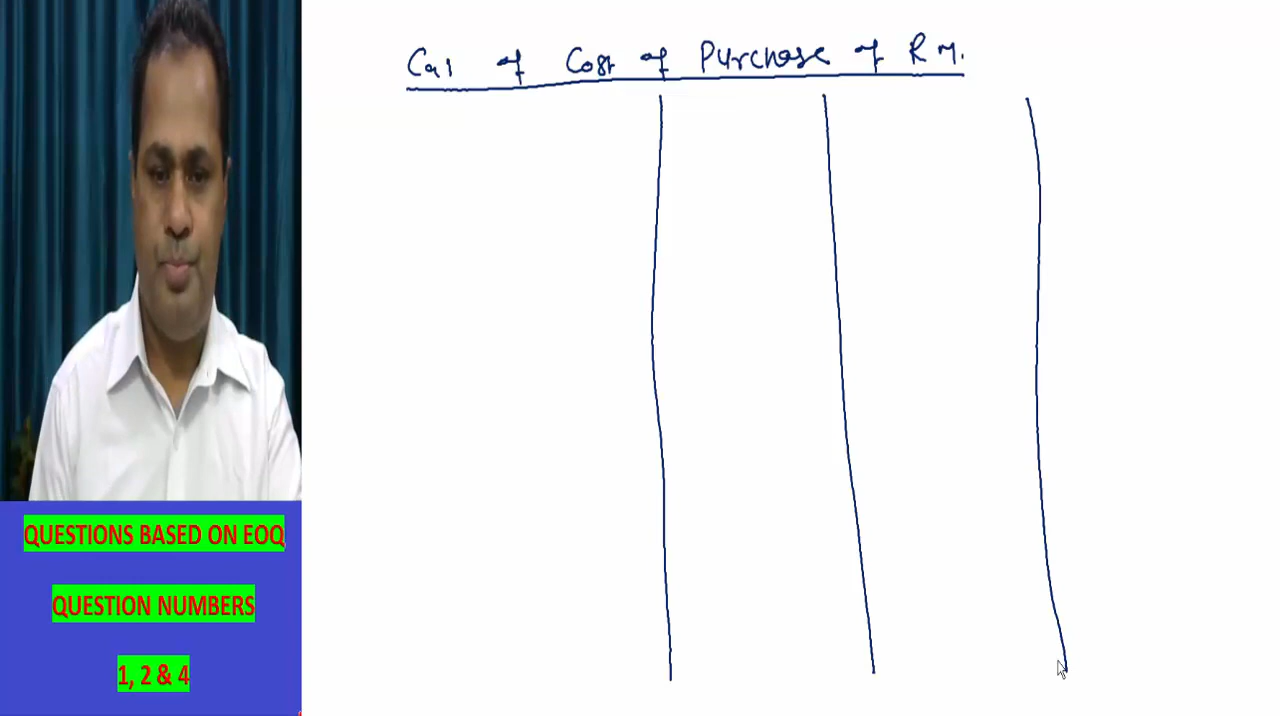 Cal of Cost of Purchase of R M.
QUESTIONS BASED ON EOQ
QUESTION NUMBERS
1, 2 & 4